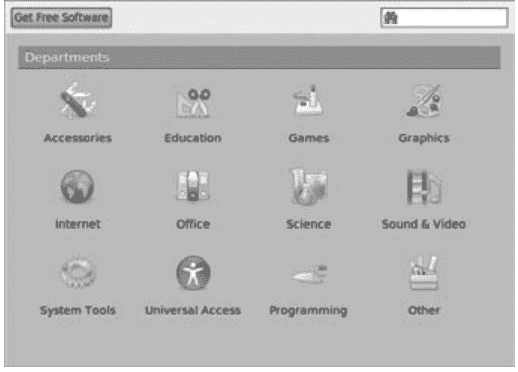 Get Free Software
Departments
Accessories Education Games Graphics
Internet Office Science Sound & Video
System Tools Universal Access Programming Other